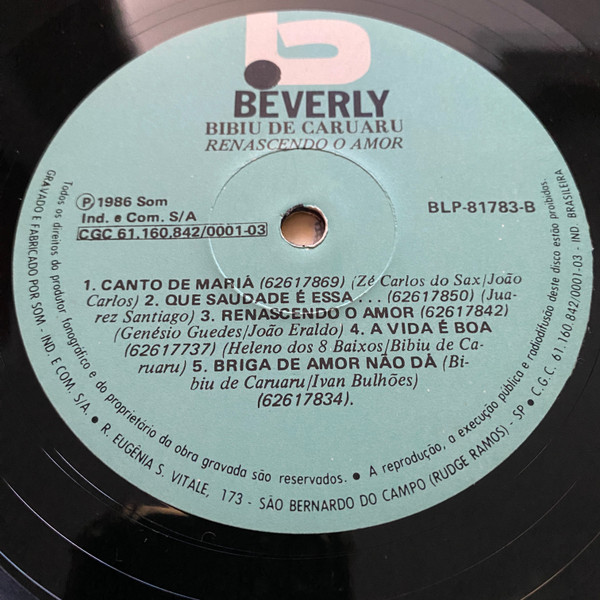 b
BEVERLY
BIBIU DE CARUARU
RENASCENDO O AMOR
Ⓟ1986 Som
Ind. e Com. S/A
CGC 61.160.842/0001-03
BLP-81783-B
1. CANTO DE MARIÁ (62617869) (Zé Carlos do Sax/João
Carlos) 2. QUE SAUDADE É ESSA... (62617850) (Jua-
rez Santiago) 3. RENASCENDO O AMOR (62617842)
(Genésio Guedes/João Eraldo) 4. A VIDA É BOA
(62617737) (Heleno dos 8 Baixos/Bibiu de Ca-
ruaru) 5. BRIGA DE AMOR NÃO DÁ (Bi-
biu de Caruaru/Ivan Bulhões)
(62617834).
Todos os direitos do produtor fonográfico e do proprietário da obra gravada são reservados. ● A reprodução, a execução pública e radiodifusão deste disco estão proibidos.
GRAVADO E FABRICADO POR SOM. - IND. E COM. S/A. ● R. EUGÊNIA S. VITALE, 173 - SÃO BERNARDO DO CAMPO (RUDGE RAMOS) - SP ● C.G.C. 61.160.842/0001-03 - IND. BRASILEIRA